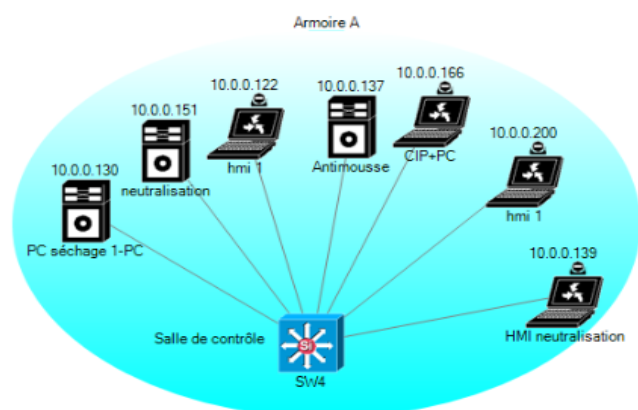 Armoire A
10.0.0.122
10.0.0.137
10.0.0.166
10.0.0.151
10.0.0.200
10.0.0.130
hmi 1
Antimousse
CIP+PC
neutralisation
hmi 1
PC séchage 1-PC
10.0.0.139
Salle de contrôle
Si
HMI neutralisation
SW4